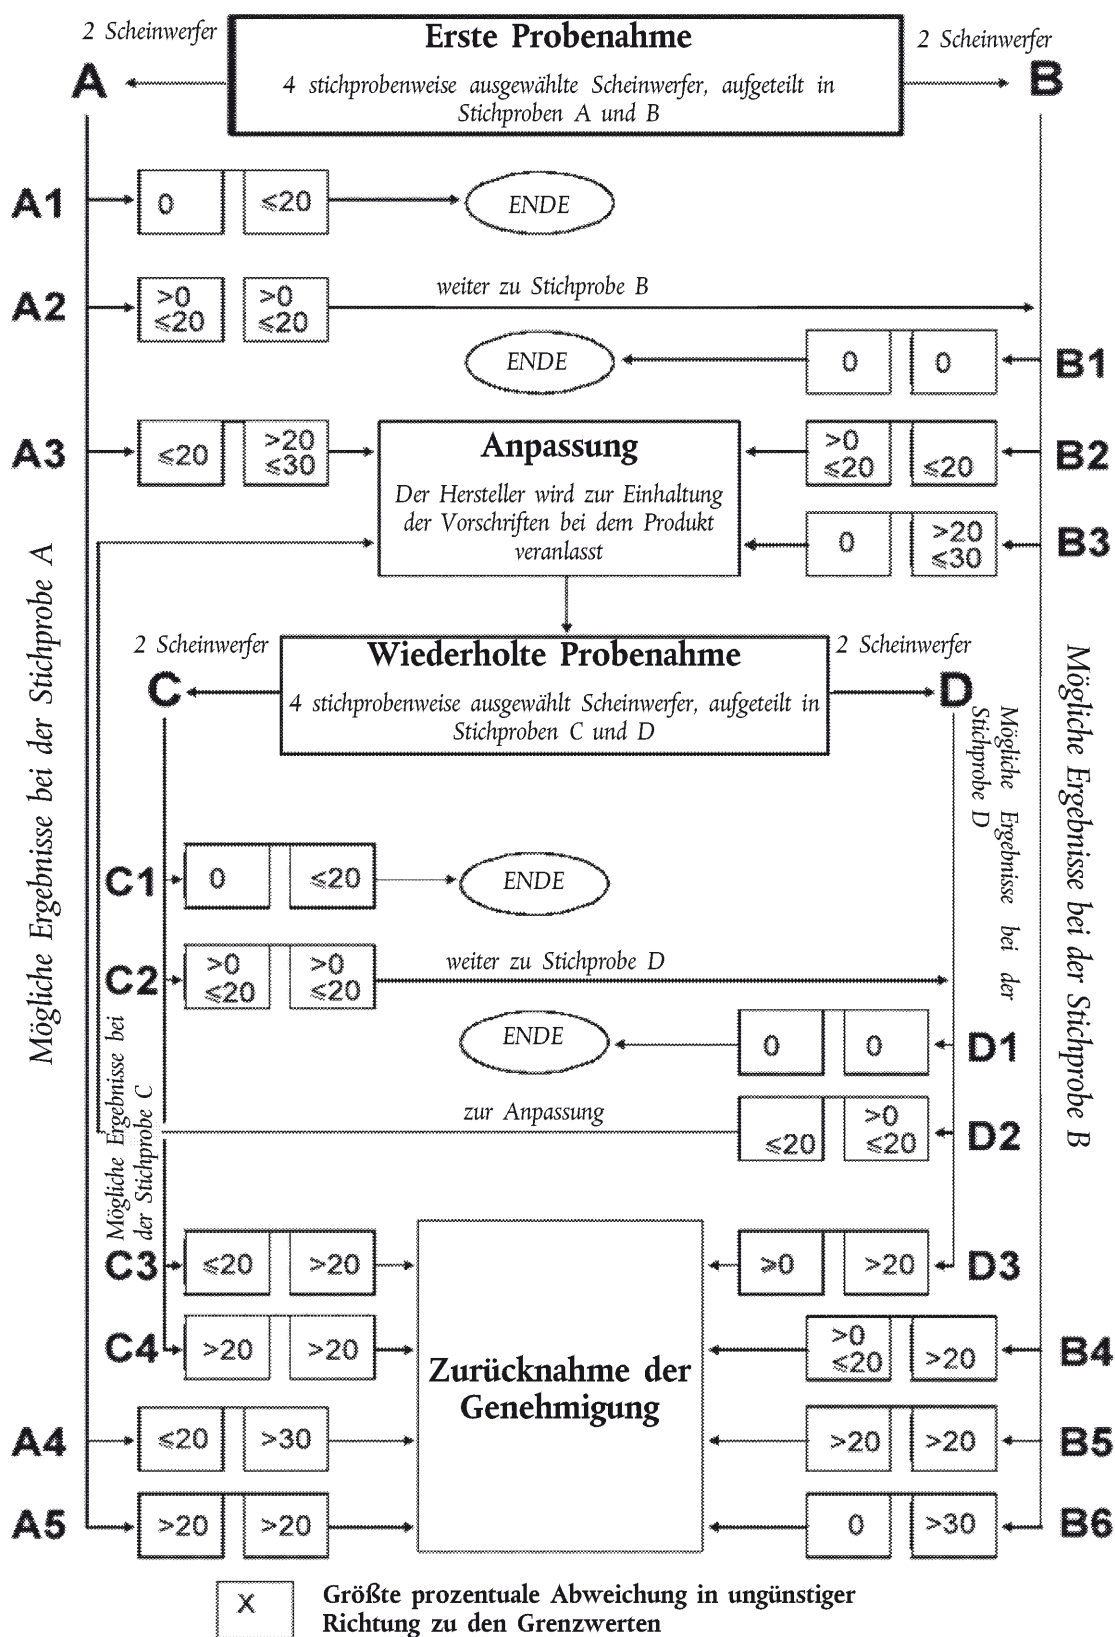 2 Scheinwerfer
Erste Probenahme
2 Scheinwerfer
A
4 stichprobenweise ausgewählte Scheinwerfer, aufgeteilt in
Stichproben A und B
B
A1
0
≤20
ENDE
A2
>0
≤20
>0
≤20
weiter zu Stichprobe B
ENDE
0
0
B1
A3
≤20
>20
≤30
Anpassung
Der Hersteller wird zur Einhaltung
der Vorschriften bei dem Produkt
veranlasst
>0
≤20
≤20
B2
0
>20
≤30
B3
Mögliche Ergebnisse bei der Stichprobe A
2 Scheinwerfer
Wiederholte Probenahme
2 Scheinwerfer
C
4 stichprobenweise ausgewählt Scheinwerfer, aufgeteilt in
Stichproben C und D
D
Mögliche Ergebnisse bei der
Stichprobe D
Mögliche Ergebnisse bei der Stichprobe B
C1
0
≤20
ENDE
C2
>0
≤20
>0
≤20
weiter zu Stichprobe D
ENDE
0
0
D1
Mögliche Ergebnisse bei
der Stichprobe C
zur Anpassung
≤20
>0
≤20
D2
C3
≤20
>20
Zurücknahme der
Genehmigung
≥0
>20
D3
C4
>20
>20
>0
≤20
>20
B4
A4
≤20
>30
>20
>20
B5
A5
>20
>20
0
>30
B6
X
Größte prozentuale Abweichung in ungünstiger
Richtung zu den Grenzwerten